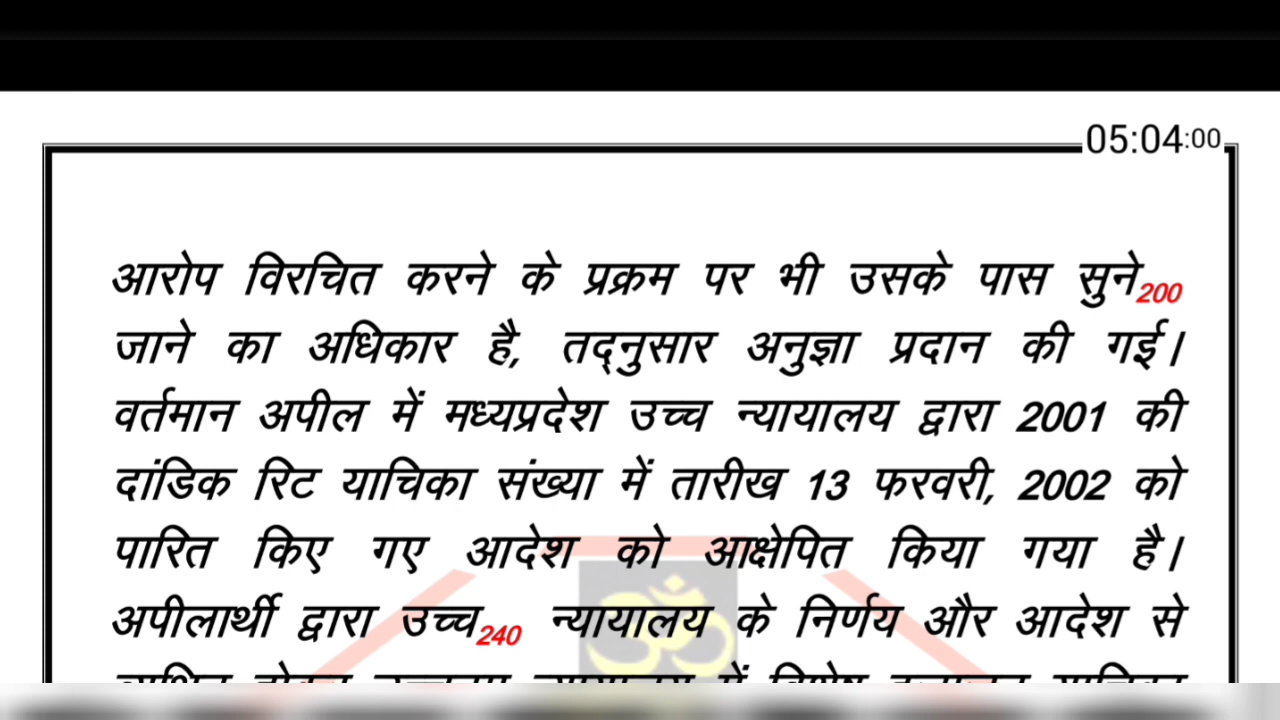 05:04:00
आरोप विरचित करने के प्रक्रम पर भी उसके पास सुने200
जाने का अधिकार है, तद्नुसार अनुज्ञा प्रदान की गई।
वर्तमान अपील में मध्यप्रदेश उच्च न्यायालय द्वारा 2001 की
दांडिक रिट याचिका संख्या में तारीख 13 फरवरी, 2002 को
पारित किए गए आदेश को आक्षेपित किया गया है।
अपीलार्थी द्वारा उच्च240 न्यायालय के निर्णय और आदेश से